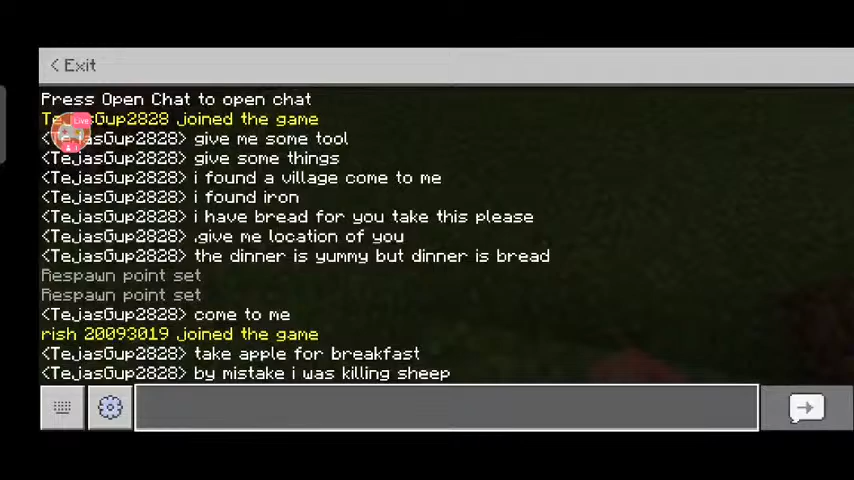 < Exit
Press Open Chat to open chat
TejasGup2828 joined the game
<TejasGup2828> give me some tool
<TejasGup2828> give some things
<TejasGup2828> i found a village come to me
<TejasGup2828> i found iron
<TejasGup2828> i have bread for you take this please
<TejasGup2828> ,give me location of you
<TejasGup2828> the dinner is yummy but dinner is bread
Respawn point set
Respawn point set
<TejasGup2828> come to me
rish 20093019 joined the game
<TejasGup2828> take apple for breakfast
<TejasGup2828> by mistake i was killing sheep
Live